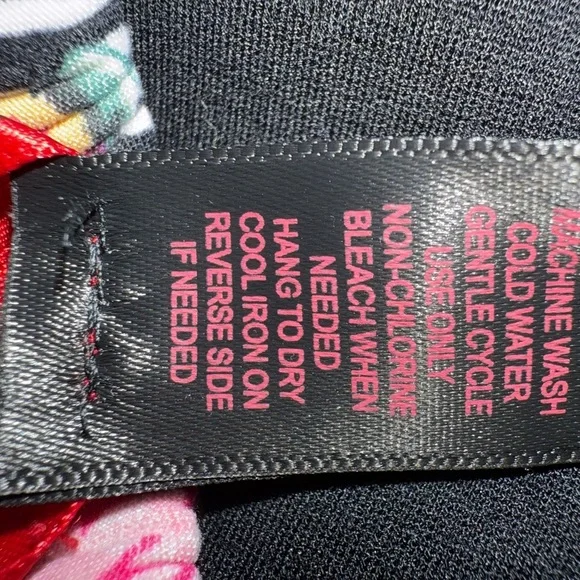 MACHINE WASH
COLD WATER
GENTLE CYCLE
USE ONLY
NON-CHLORINE
BLEACH WHEN
NEEDED
HANG TO DRY
COOL IRON ON
REVERSE SIDE
IF NEEDED